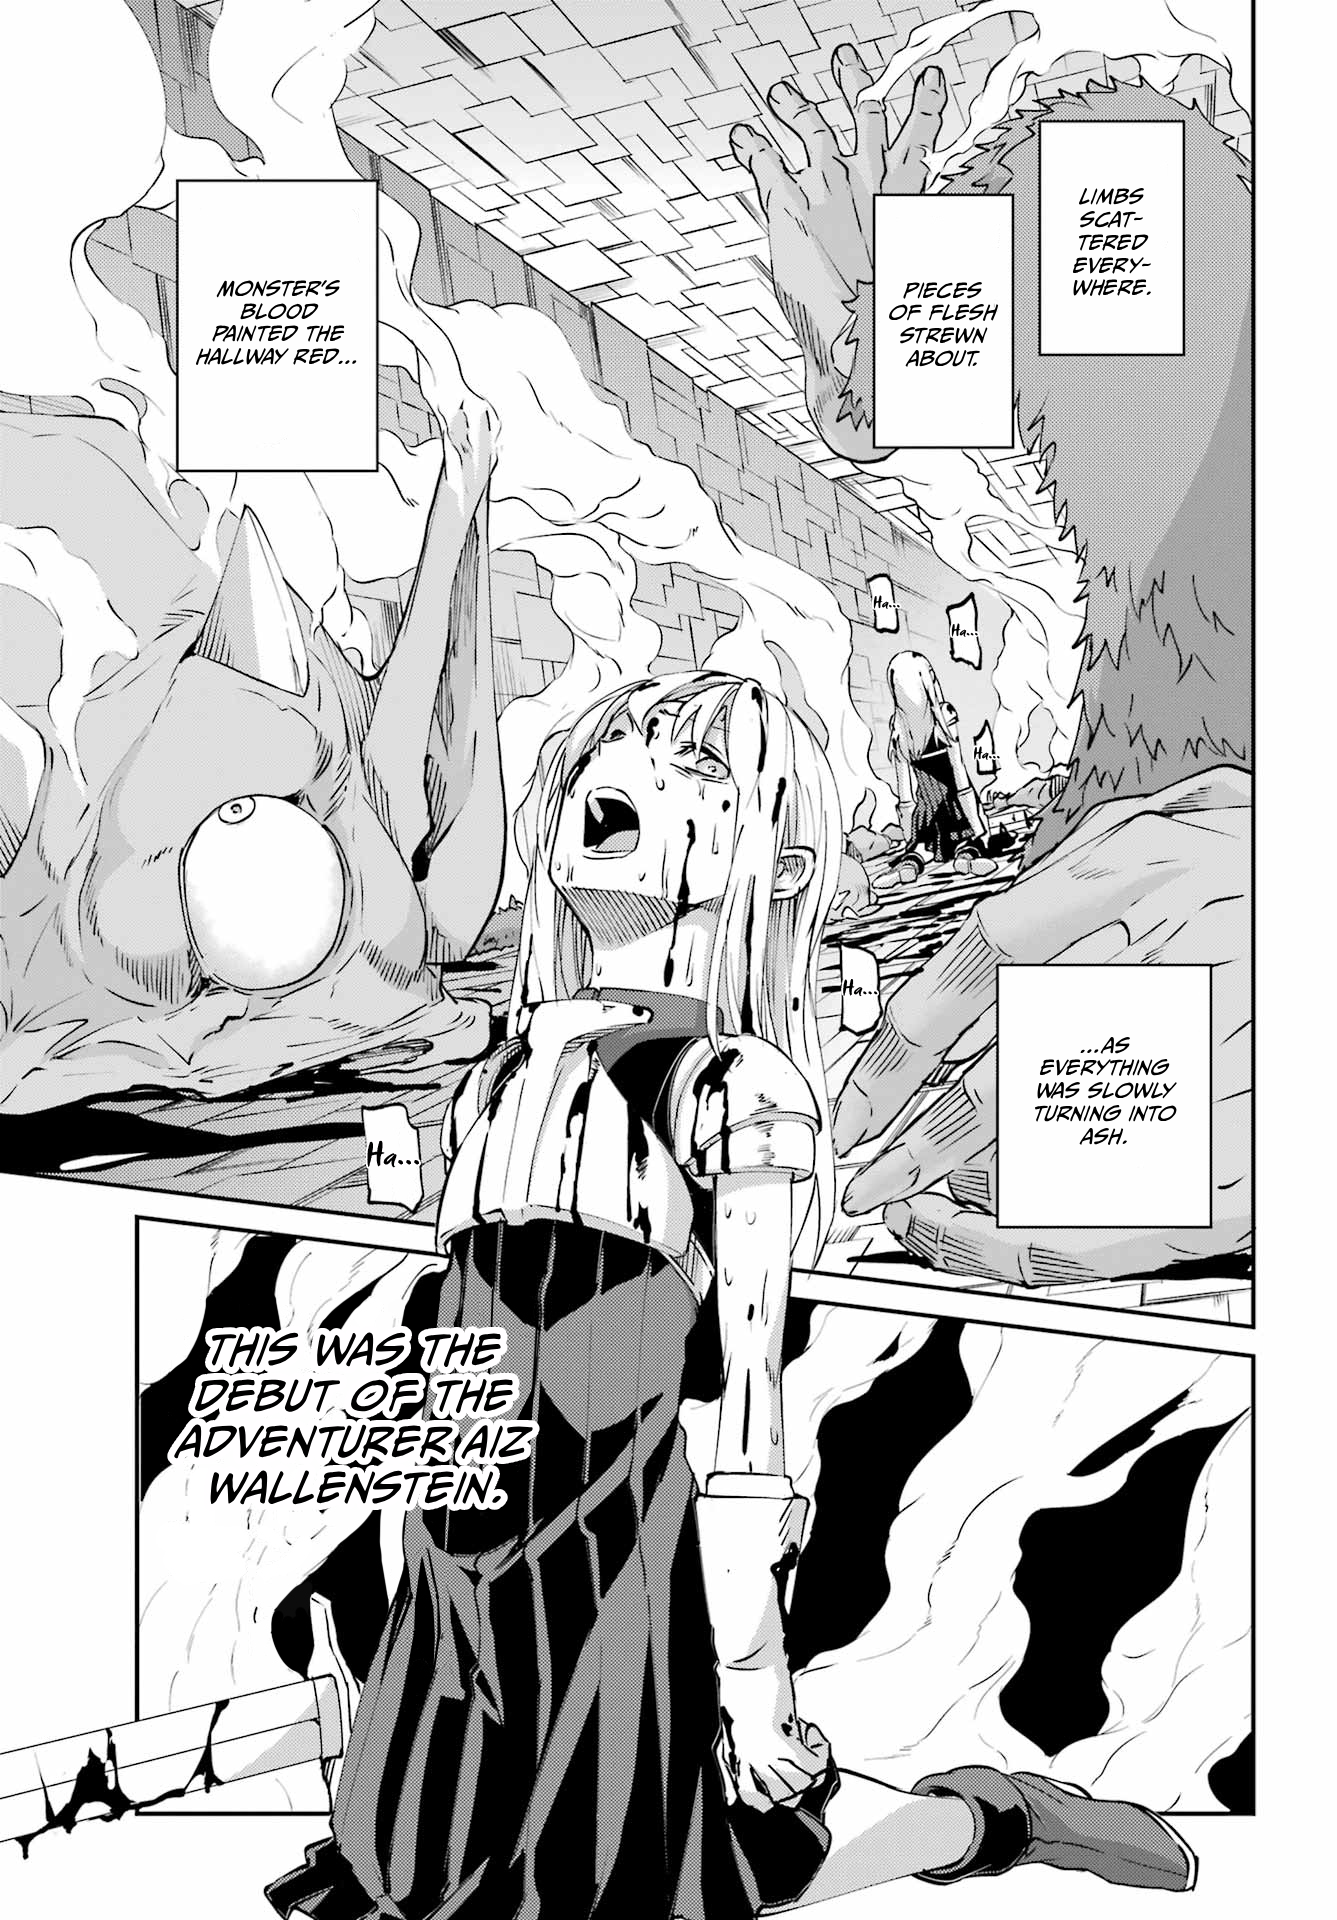 LIMBS
SCAT-
TERED
EVERY-
WHERE.
PIECES
OF FLESH
STREWN
ABOUT.
MONSTER'S
BLOOD
PAINTED THE
HALLWAY RED...
Ha...
Ha...
Ha...
Ha...
Ha...
...AS
EVERYTHING
WAS SLOWLY
TURNING INTO
ASH.
THIS WAS THE
DEBUT OF THE
ADVENTURER AIZ
WALLENSTEIN.